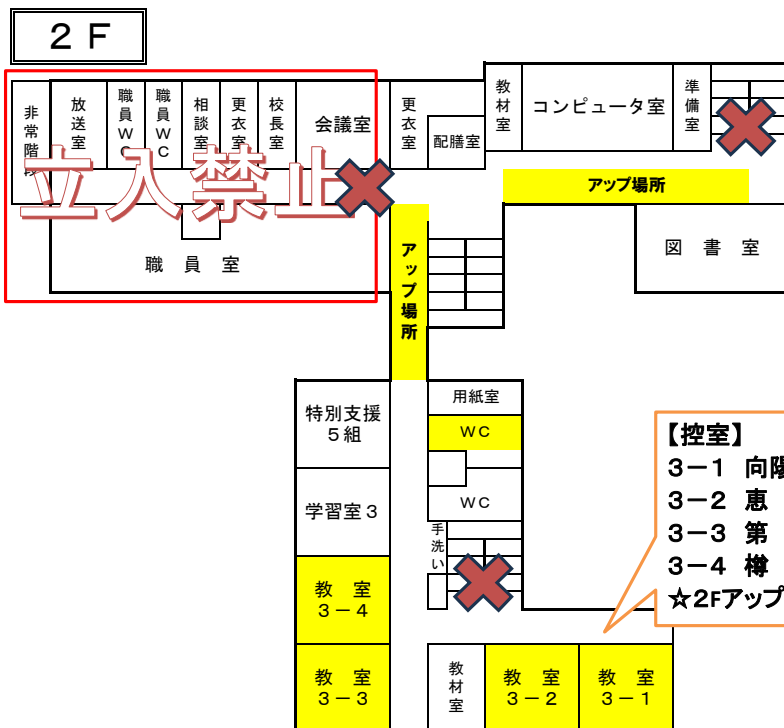 ２Ｆ
非常階段
放送室
職員ＷＣ
職員ＷＣ
相談室
更衣室
校長室
会議室
更衣室
配膳室
教材室
コンピュータ室
準備室
立入禁止
アップ場所
職　員　室
アップ場所
図　書　室
特別支援
５組
用紙室
ＷＣ
学習室３
ＷＣ
手洗い
教　室
３－４
教　室
３－３
教材室
教　室
３－２
教　室
３－１
【控室】
３－１ 向陽
３－２ 恵
３－３ 第
３－４ 樽
☆2Fアップ